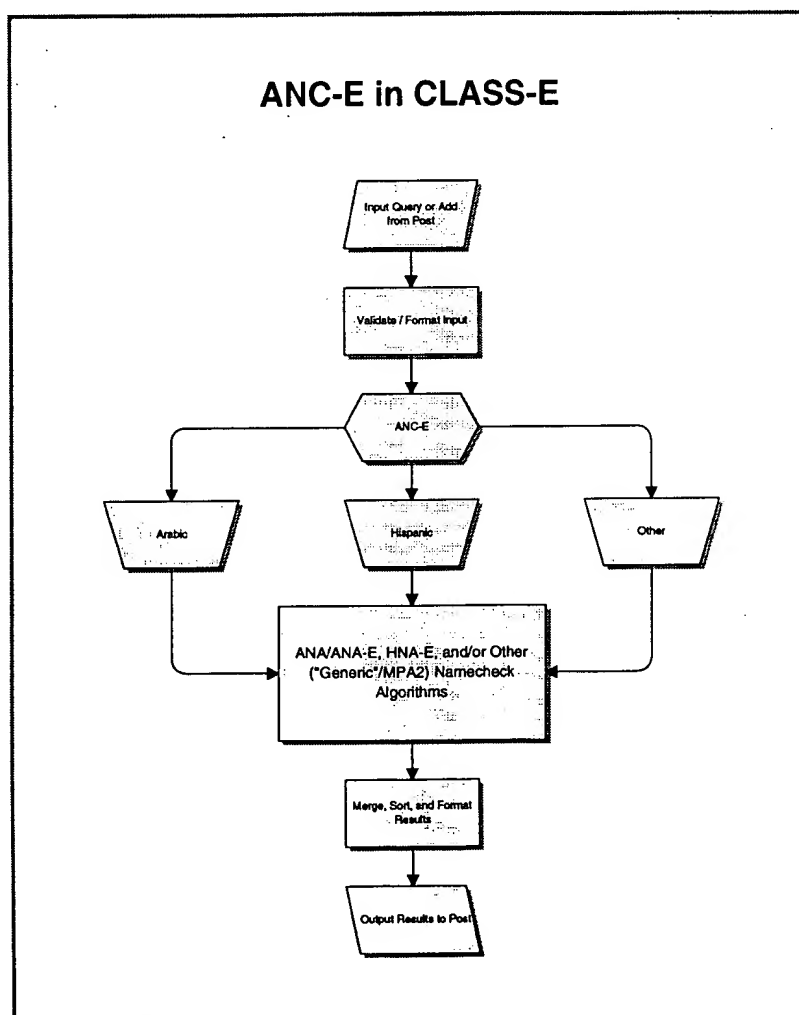 ANC-E in CLASS-E
Input Query or Add
from Post
Validate / Format Input
ANC-E
Arabic
Hispanic
Other
ANA/ANA-E, HNA-E, and/or Other
("Generic"/MPA2) Namecheck
Algorithms
Merge, Sort, and Format
Results
Output Results to Post